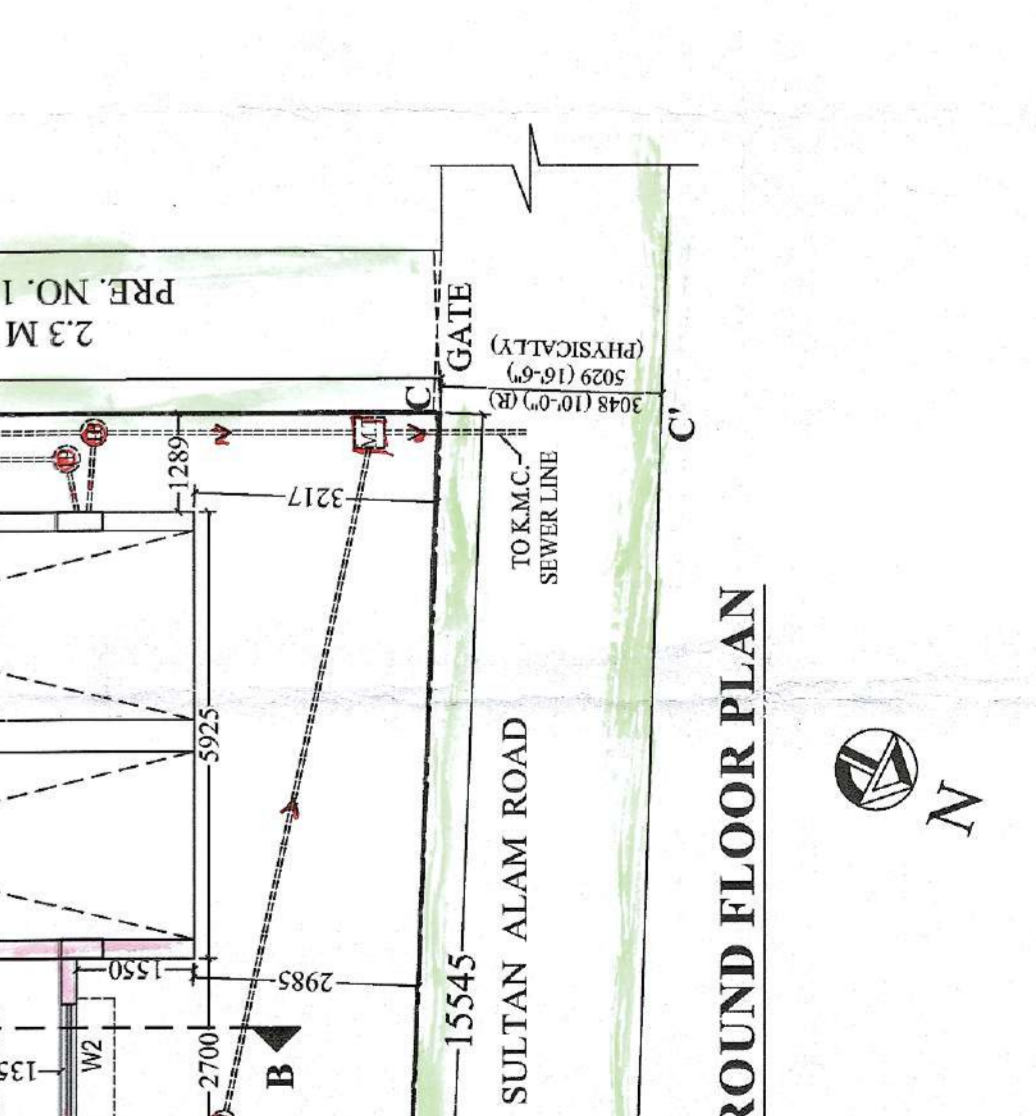 PRE. NO. 1
2.3 M
GATE
5029 (16'-6")
(PHYSICALLY)
3048 (10'-0") (R)
C
C'
M.T
1289
3217
TO K.M.C.
SEWER LINE
5925
SULTAN ALAM ROAD
15545
ROUND FLOOR PLAN
N
1550
2985
2700
W2
135
B